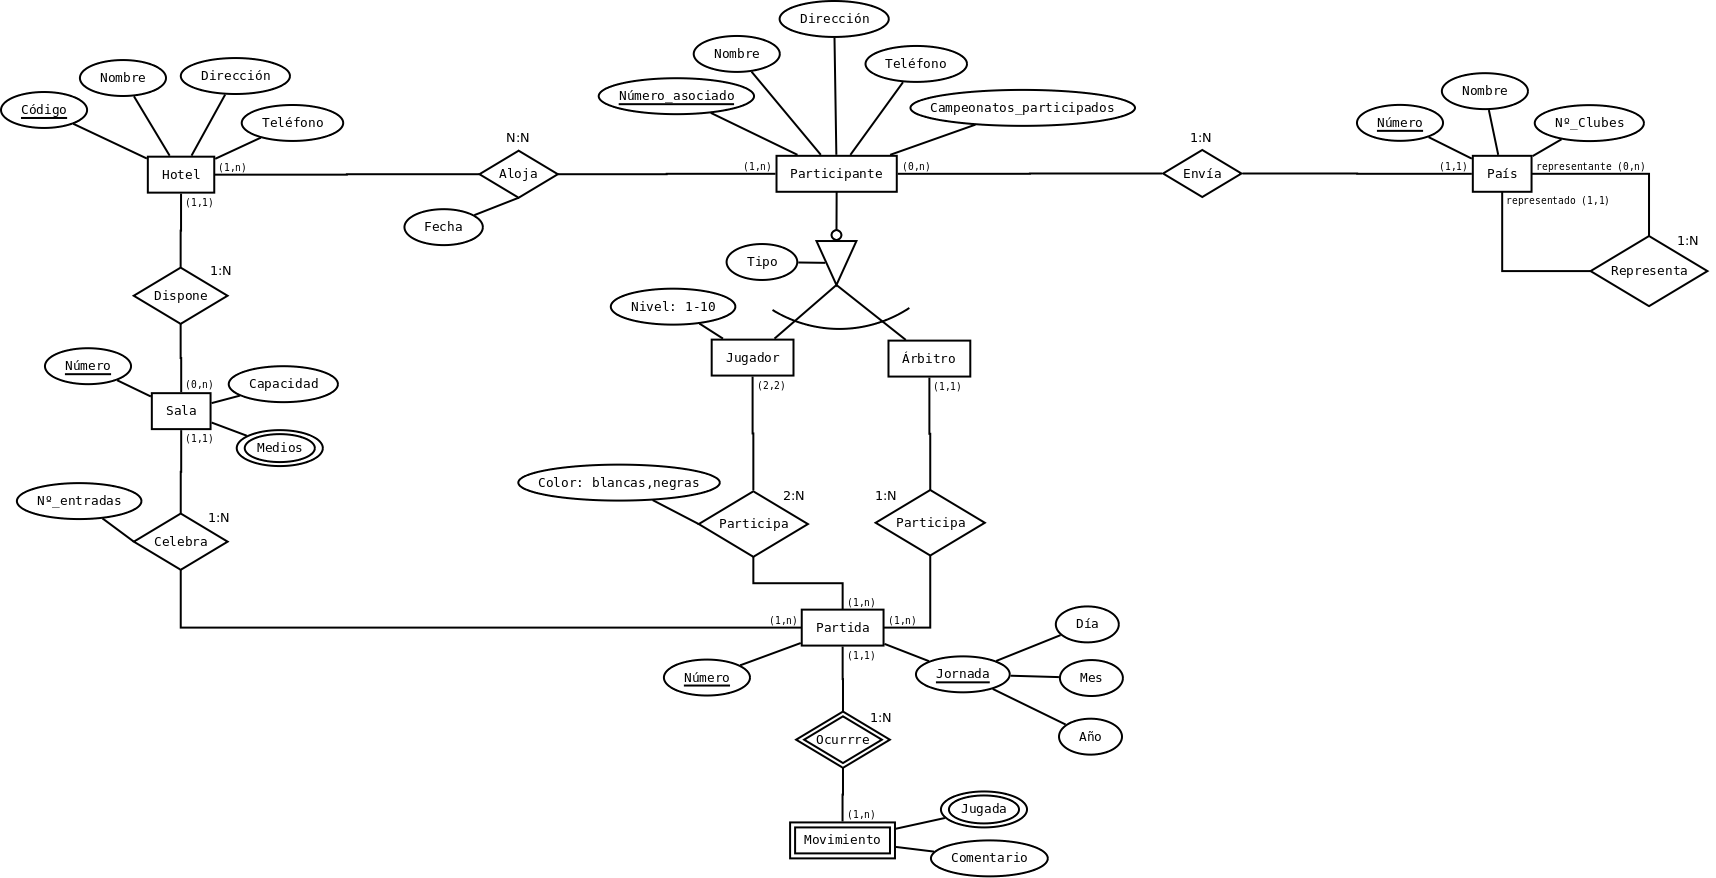 Dirección
Nombre
Teléfono
Número_asociado
Campeonatos_participados
Nombre
Dirección
Código
Teléfono
Nombre
Número
Nº_Clubes
N:N
1:N
Hotel
(1,n)
Aloja
(1,n)
Participante
(0,n)
Envía
(1,1)
País
representante (0,n)
(1,1)
representado (1,1)
Fecha
1:N
Representa
Tipo
1:N
Dispone
Nivel: 1-10
Jugador
Árbitro
Número
(0,n)
Capacidad
(2,2)
(1,1)
Sala
(1,1)
Medios
Nº_entradas
1:N
Celebra
Color: blancas,negras
2:N
1:N
Participa
Participa
(1,n)
(1,n)
(1,n)
Partida
Día
(1,1)
Número
Jornada
Mes
1:N
Ocurrre
Año
(1,n)
Jugada
Movimiento
Comentario